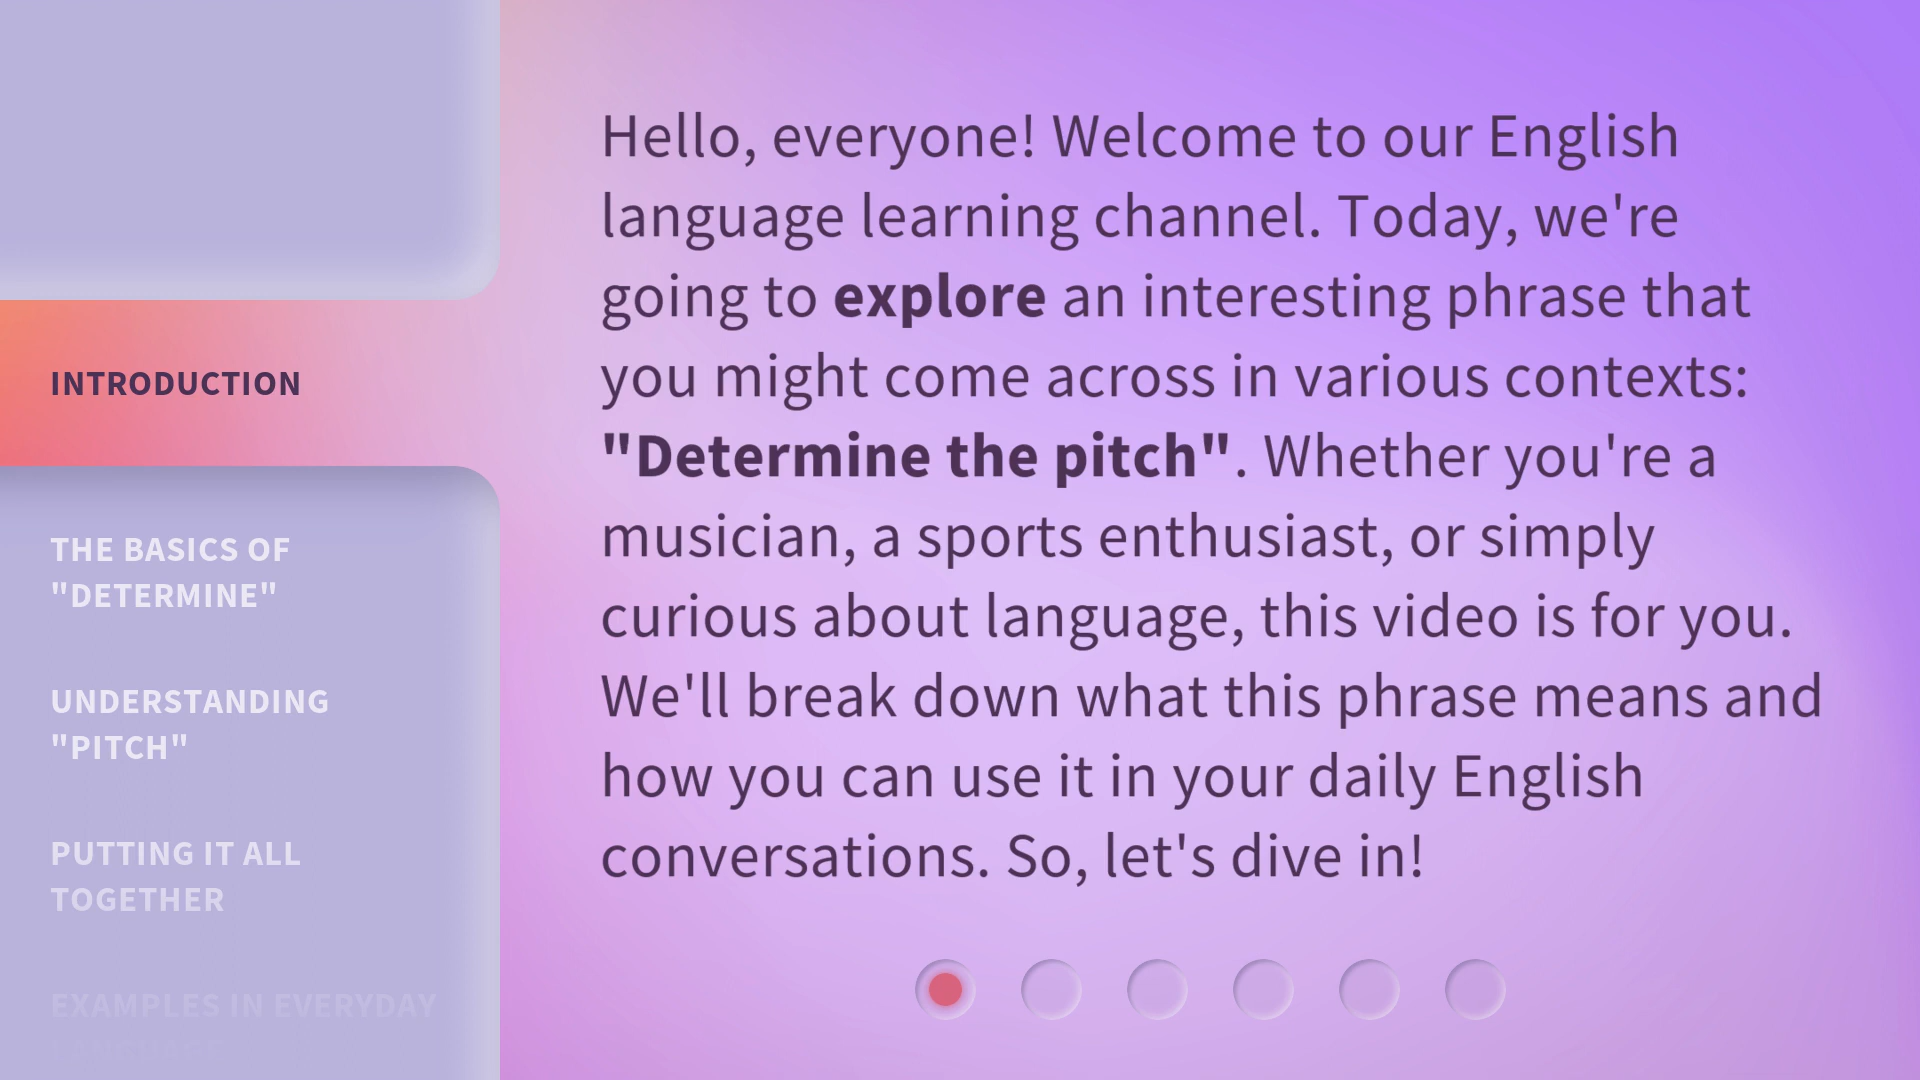 INTRODUCTION
THE BASICS OF
"DETERMINE"
UNDERSTANDING
"PITCH"
PUTTING IT ALL
TOGETHER
EXAMPLES IN EVERYDAY
LANGUAGE
Hello, everyone! Welcome to our English
language learning channel. Today, we're
going to explore an interesting phrase that
you might come across in various contexts:
"Determine the pitch". Whether you're a
musician, a sports enthusiast, or simply
curious about language, this video is for you.
We'll break down what this phrase means and
how you can use it in your daily English
conversations. So, let's dive in!